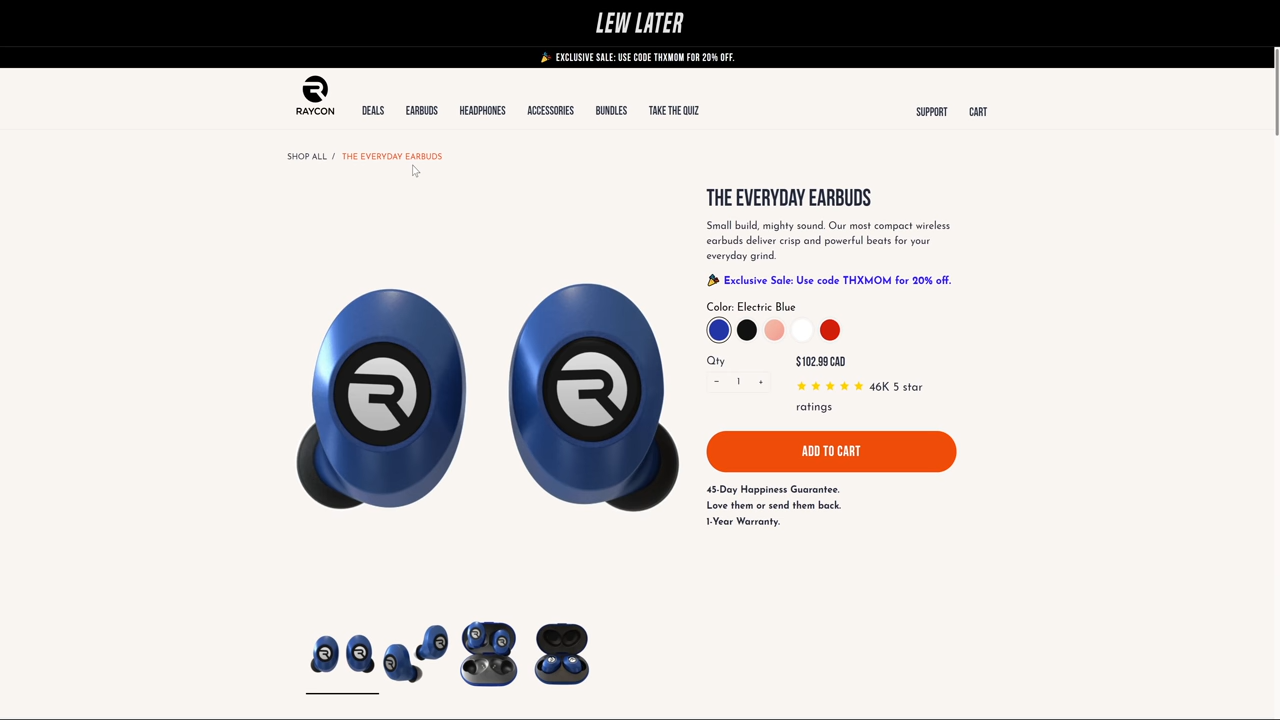 LEW LATER
EXCLUSIVE SALE: USE CODE THXMOM FOR 20% OFF.
RAYCON
DEALS EARBUDS HEADPHONES ACCESSORIES BUNDLES TAKE THE QUIZ SUPPORT CART
SHOP ALL / THE EVERYDAY EARBUDS
THE EVERYDAY EARBUDS
Small build, mighty sound. Our most compact wireless
earbuds deliver crisp and powerful beats for your
everyday grind.
Exclusive Sale: Use code THXMOM for 20% off.
Color: Electric Blue
Qty
$102.99 CAD
− 1 +
46K 5 star
ratings
ADD TO CART
45-Day Happiness Guarantee.
Love them or send them back.
1-Year Warranty.